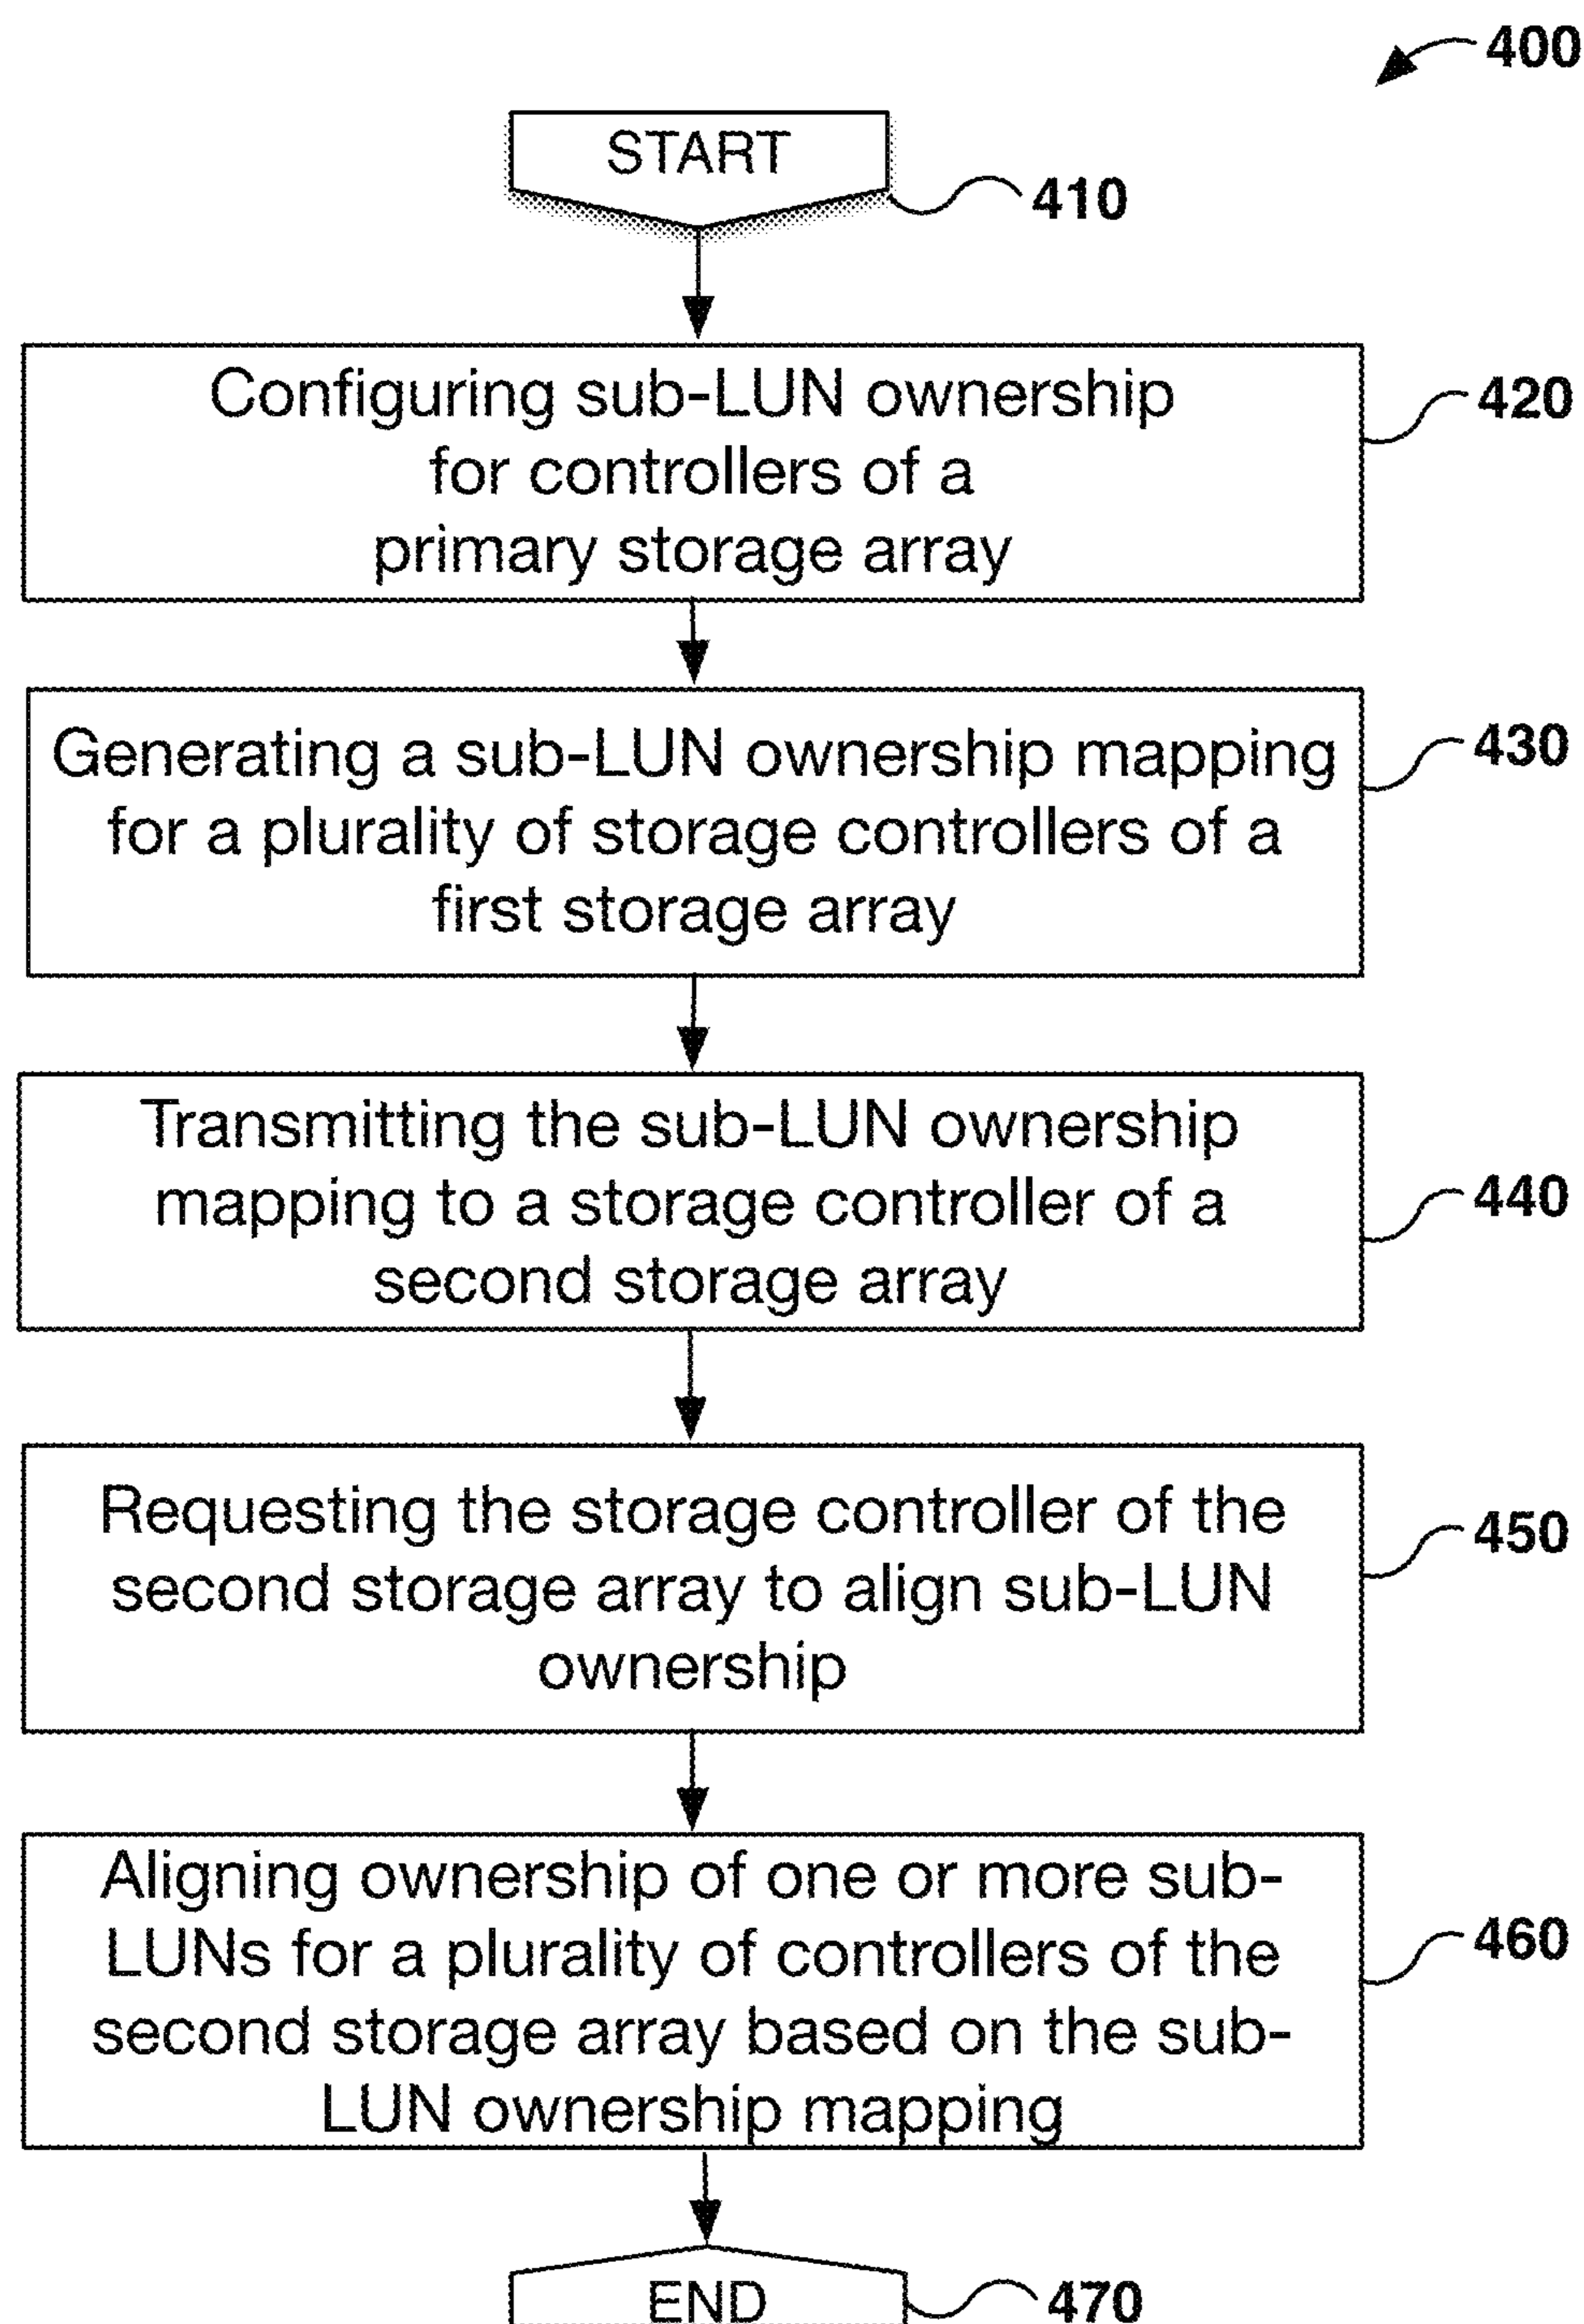 400
START
410
Configuring sub-LUN ownership
for controllers of a
primary storage array
420
Generating a sub-LUN ownership mapping
for a plurality of storage controllers of a
first storage array
430
Transmitting the sub-LUN ownership
mapping to a storage controller of a
second storage array
440
Requesting the storage controller of the
second storage array to align sub-LUN
ownership
450
Aligning ownership of one or more sub-
LUNs for a plurality of controllers of the
second storage array based on the sub-
LUN ownership mapping
460
END
470